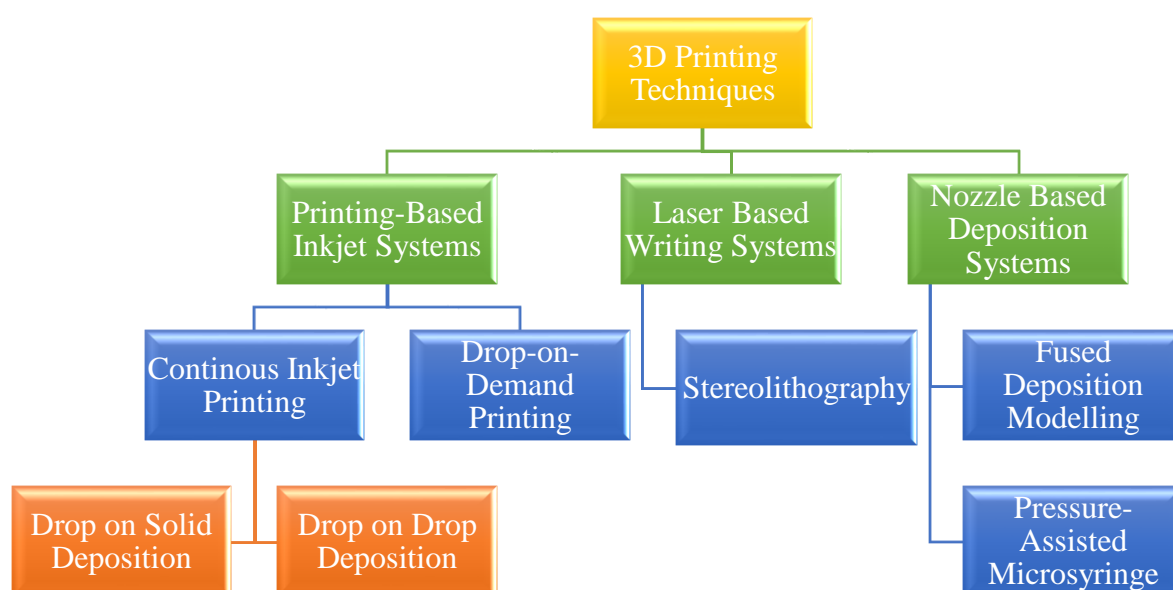 3D Printing
Techniques
Printing-Based
Inkjet Systems
Laser Based
Writing Systems
Nozzle Based
Deposition
Systems
Continous Inkjet
Printing
Drop-on-
Demand
Printing
Stereolithography
Fused
Deposition
Modelling
Drop on Solid
Deposition
Drop on Drop
Deposition
Pressure-
Assisted
Microsyringe